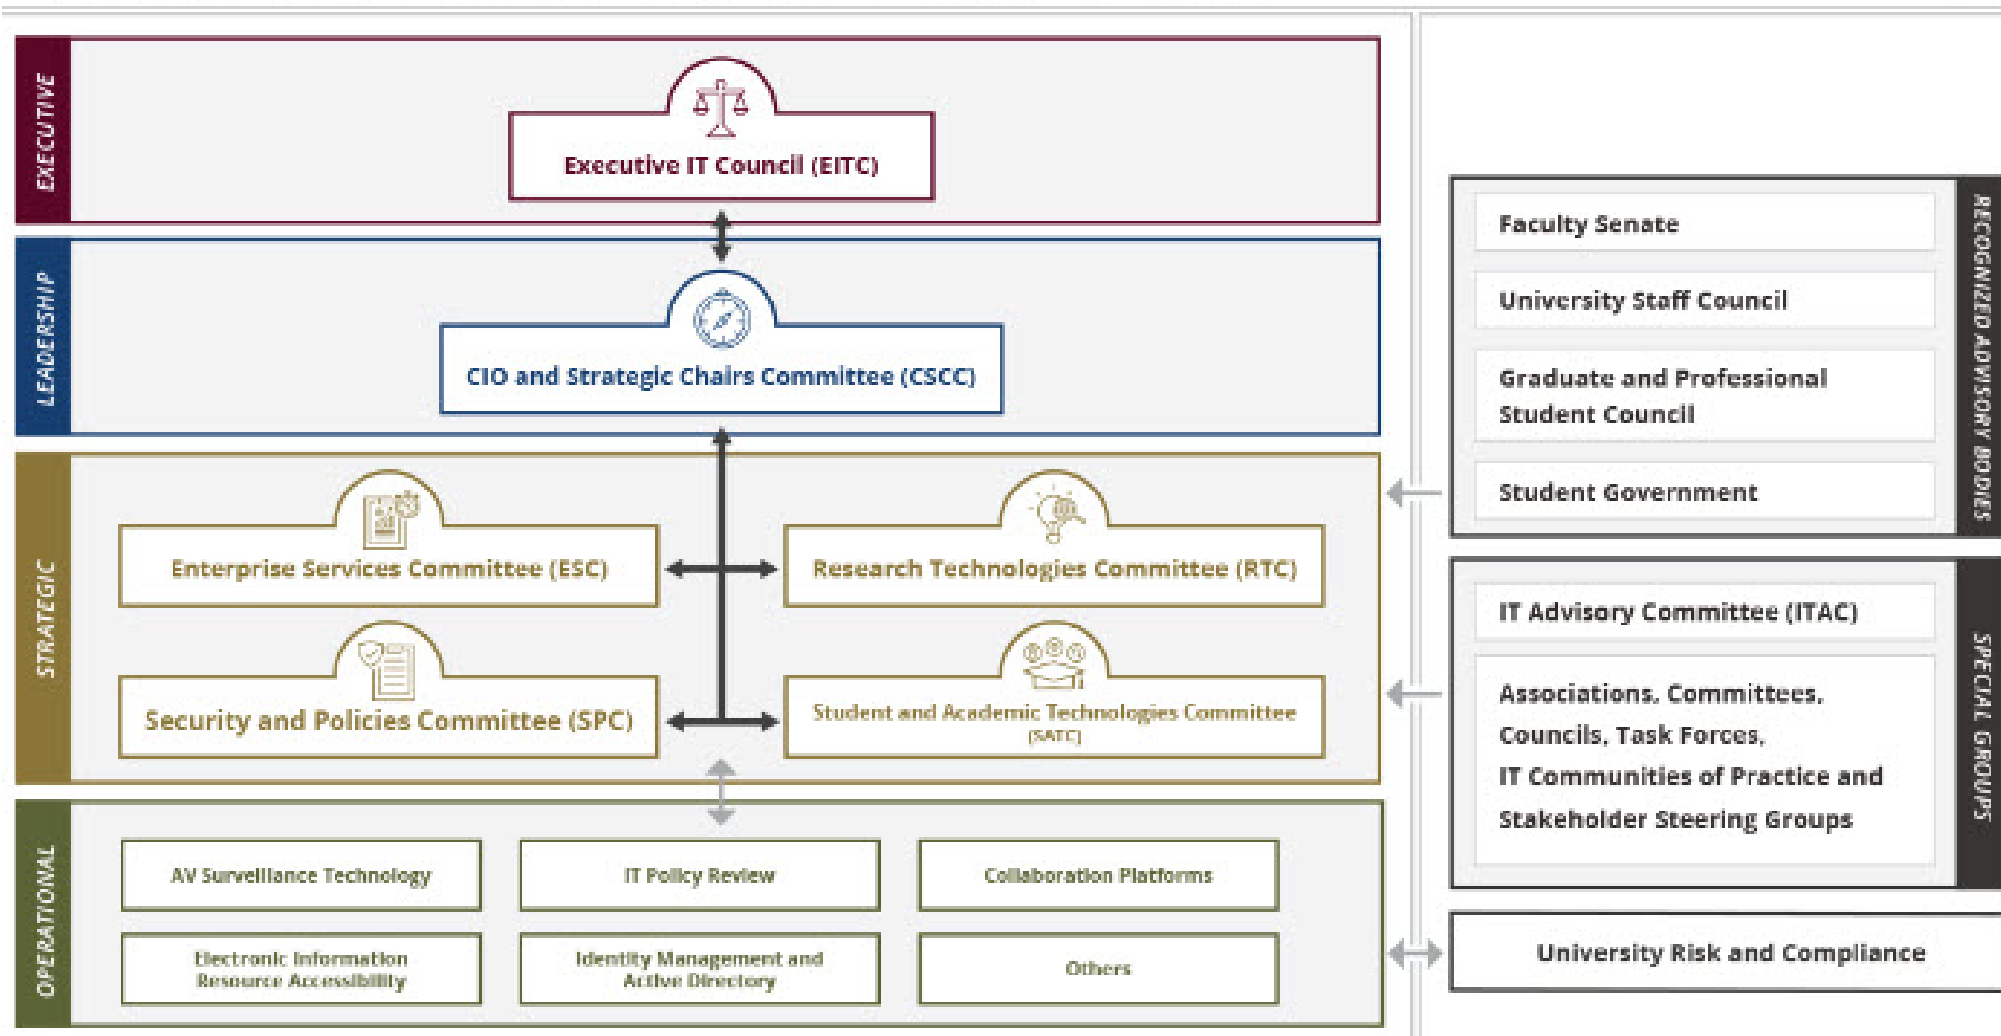 EXECUTIVE
Executive IT Council (EITC)
LEADERSHIP
CIO and Strategic Chairs Committee (CSCC)
STRATEGIC
Enterprise Services Committee (ESC)
Research Technologies Committee (RTC)
Security and Policies Committee (SPC)
Student and Academic Technologies Committee
(SATC)
OPERATIONAL
AV Surveillance Technology
IT Policy Review
Collaboration Platforms
Electronic Information
Resource Accessibility
Identity Management and
Active Directory
Others
RECOGNIZED ADVISORY BODIES
Faculty Senate
University Staff Council
Graduate and Professional
Student Council
Student Government
SPECIAL GROUPS
IT Advisory Committee (ITAC)
Associations, Committees,
Councils, Task Forces,
IT Communities of Practice and
Stakeholder Steering Groups
University Risk and Compliance